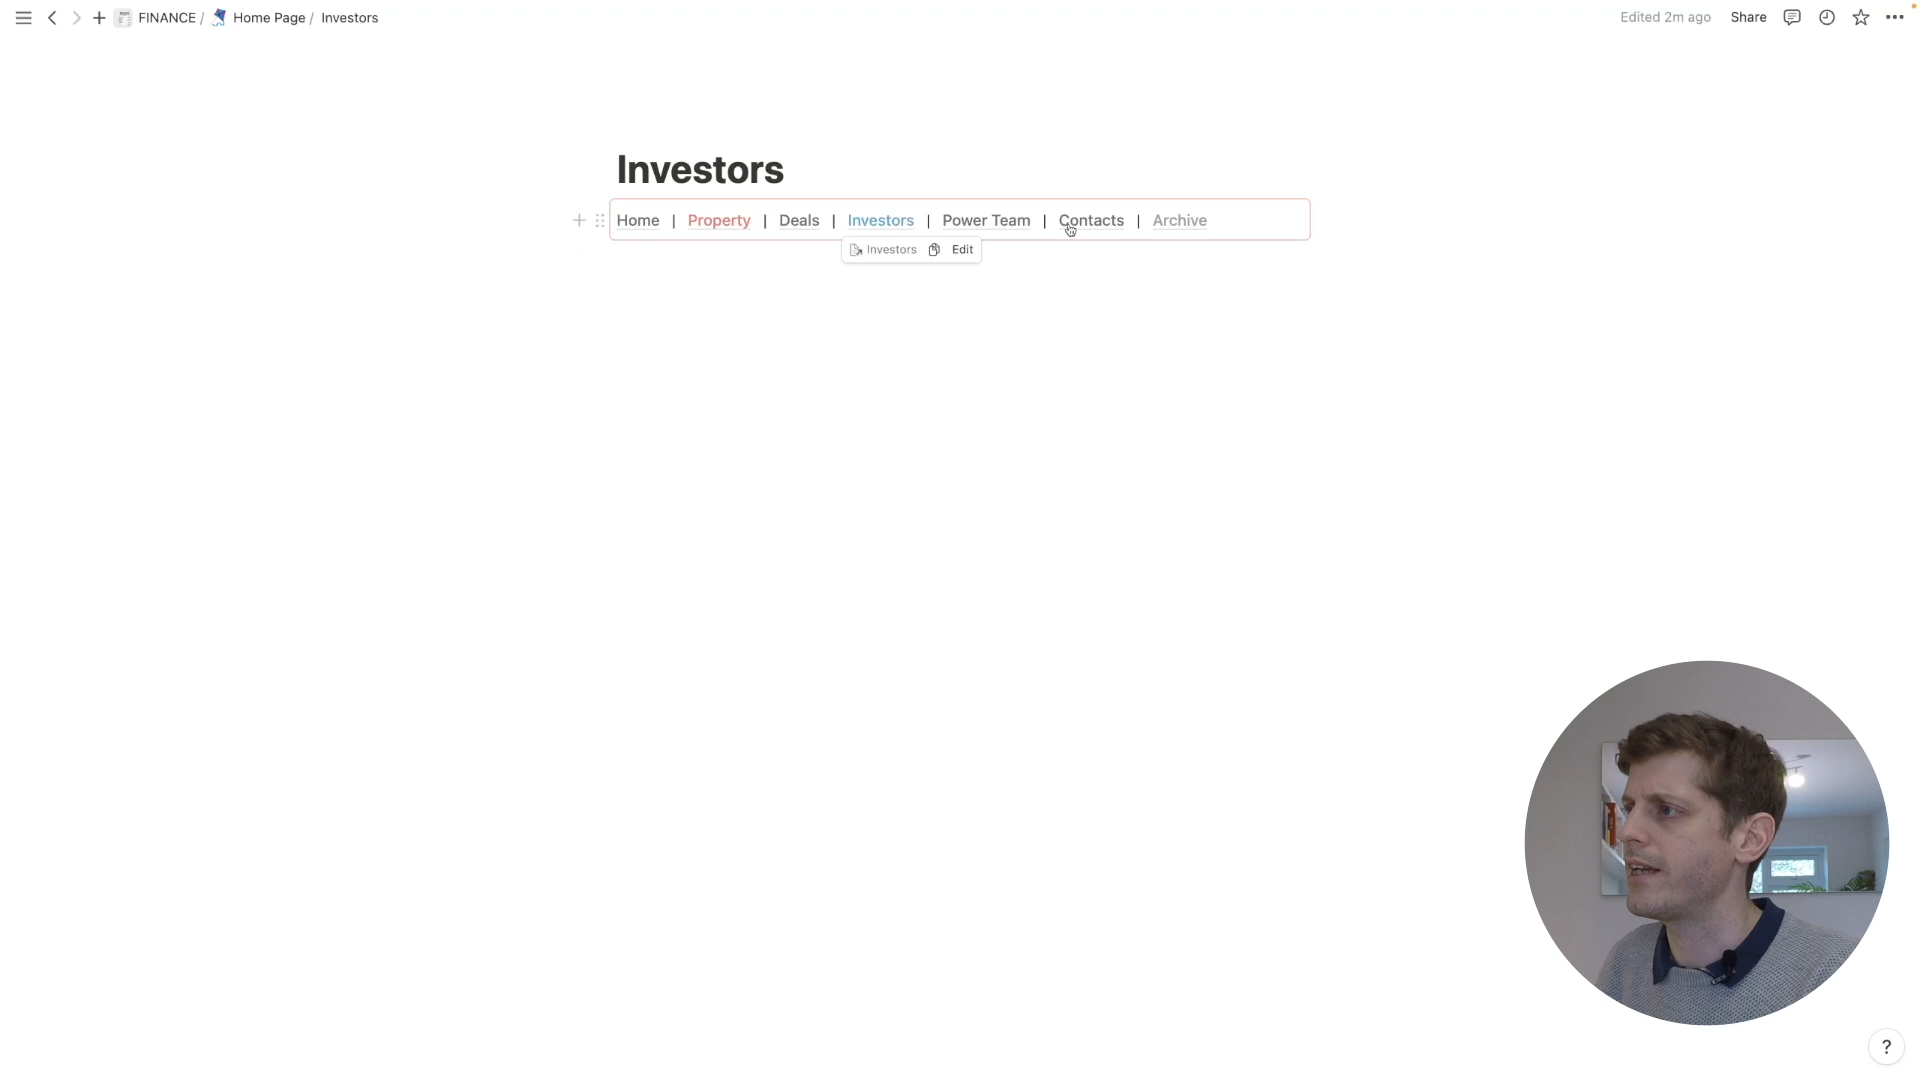 FINANCE / Home Page / Investors
Edited 2m ago Share
Investors
Home | Property | Deals | Investors | Power Team | Contacts | Archive
Investors Edit
?